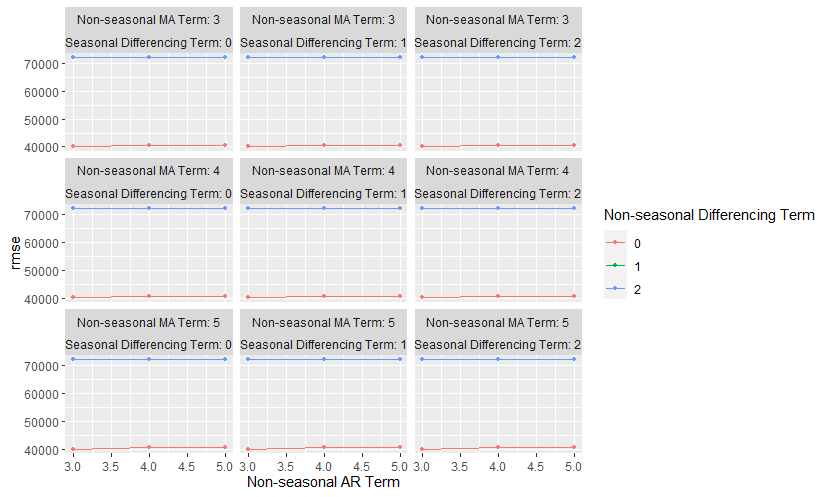 Non-seasonal MA Term: 3 Non-seasonal MA Term: 3 Non-seasonal MA Term: 3
Seasonal Differencing Term: 0 Seasonal Differencing Term: 1 Seasonal Differencing Term: 2
70000
60000
50000
40000
Non-seasonal MA Term: 4 Non-seasonal MA Term: 4 Non-seasonal MA Term: 4
Seasonal Differencing Term: 0 Seasonal Differencing Term: 1 Seasonal Differencing Term: 2
70000
60000
50000
40000
rmse
Non-seasonal MA Term: 5 Non-seasonal MA Term: 5 Non-seasonal MA Term: 5
Seasonal Differencing Term: 0 Seasonal Differencing Term: 1 Seasonal Differencing Term: 2
70000
60000
50000
40000
3.0 3.5 4.0 4.5 5.0 3.0 3.5 4.0 4.5 5.0 3.0 3.5 4.0 4.5 5.0
Non-seasonal AR Term
Non-seasonal Differencing Term
0
1
2